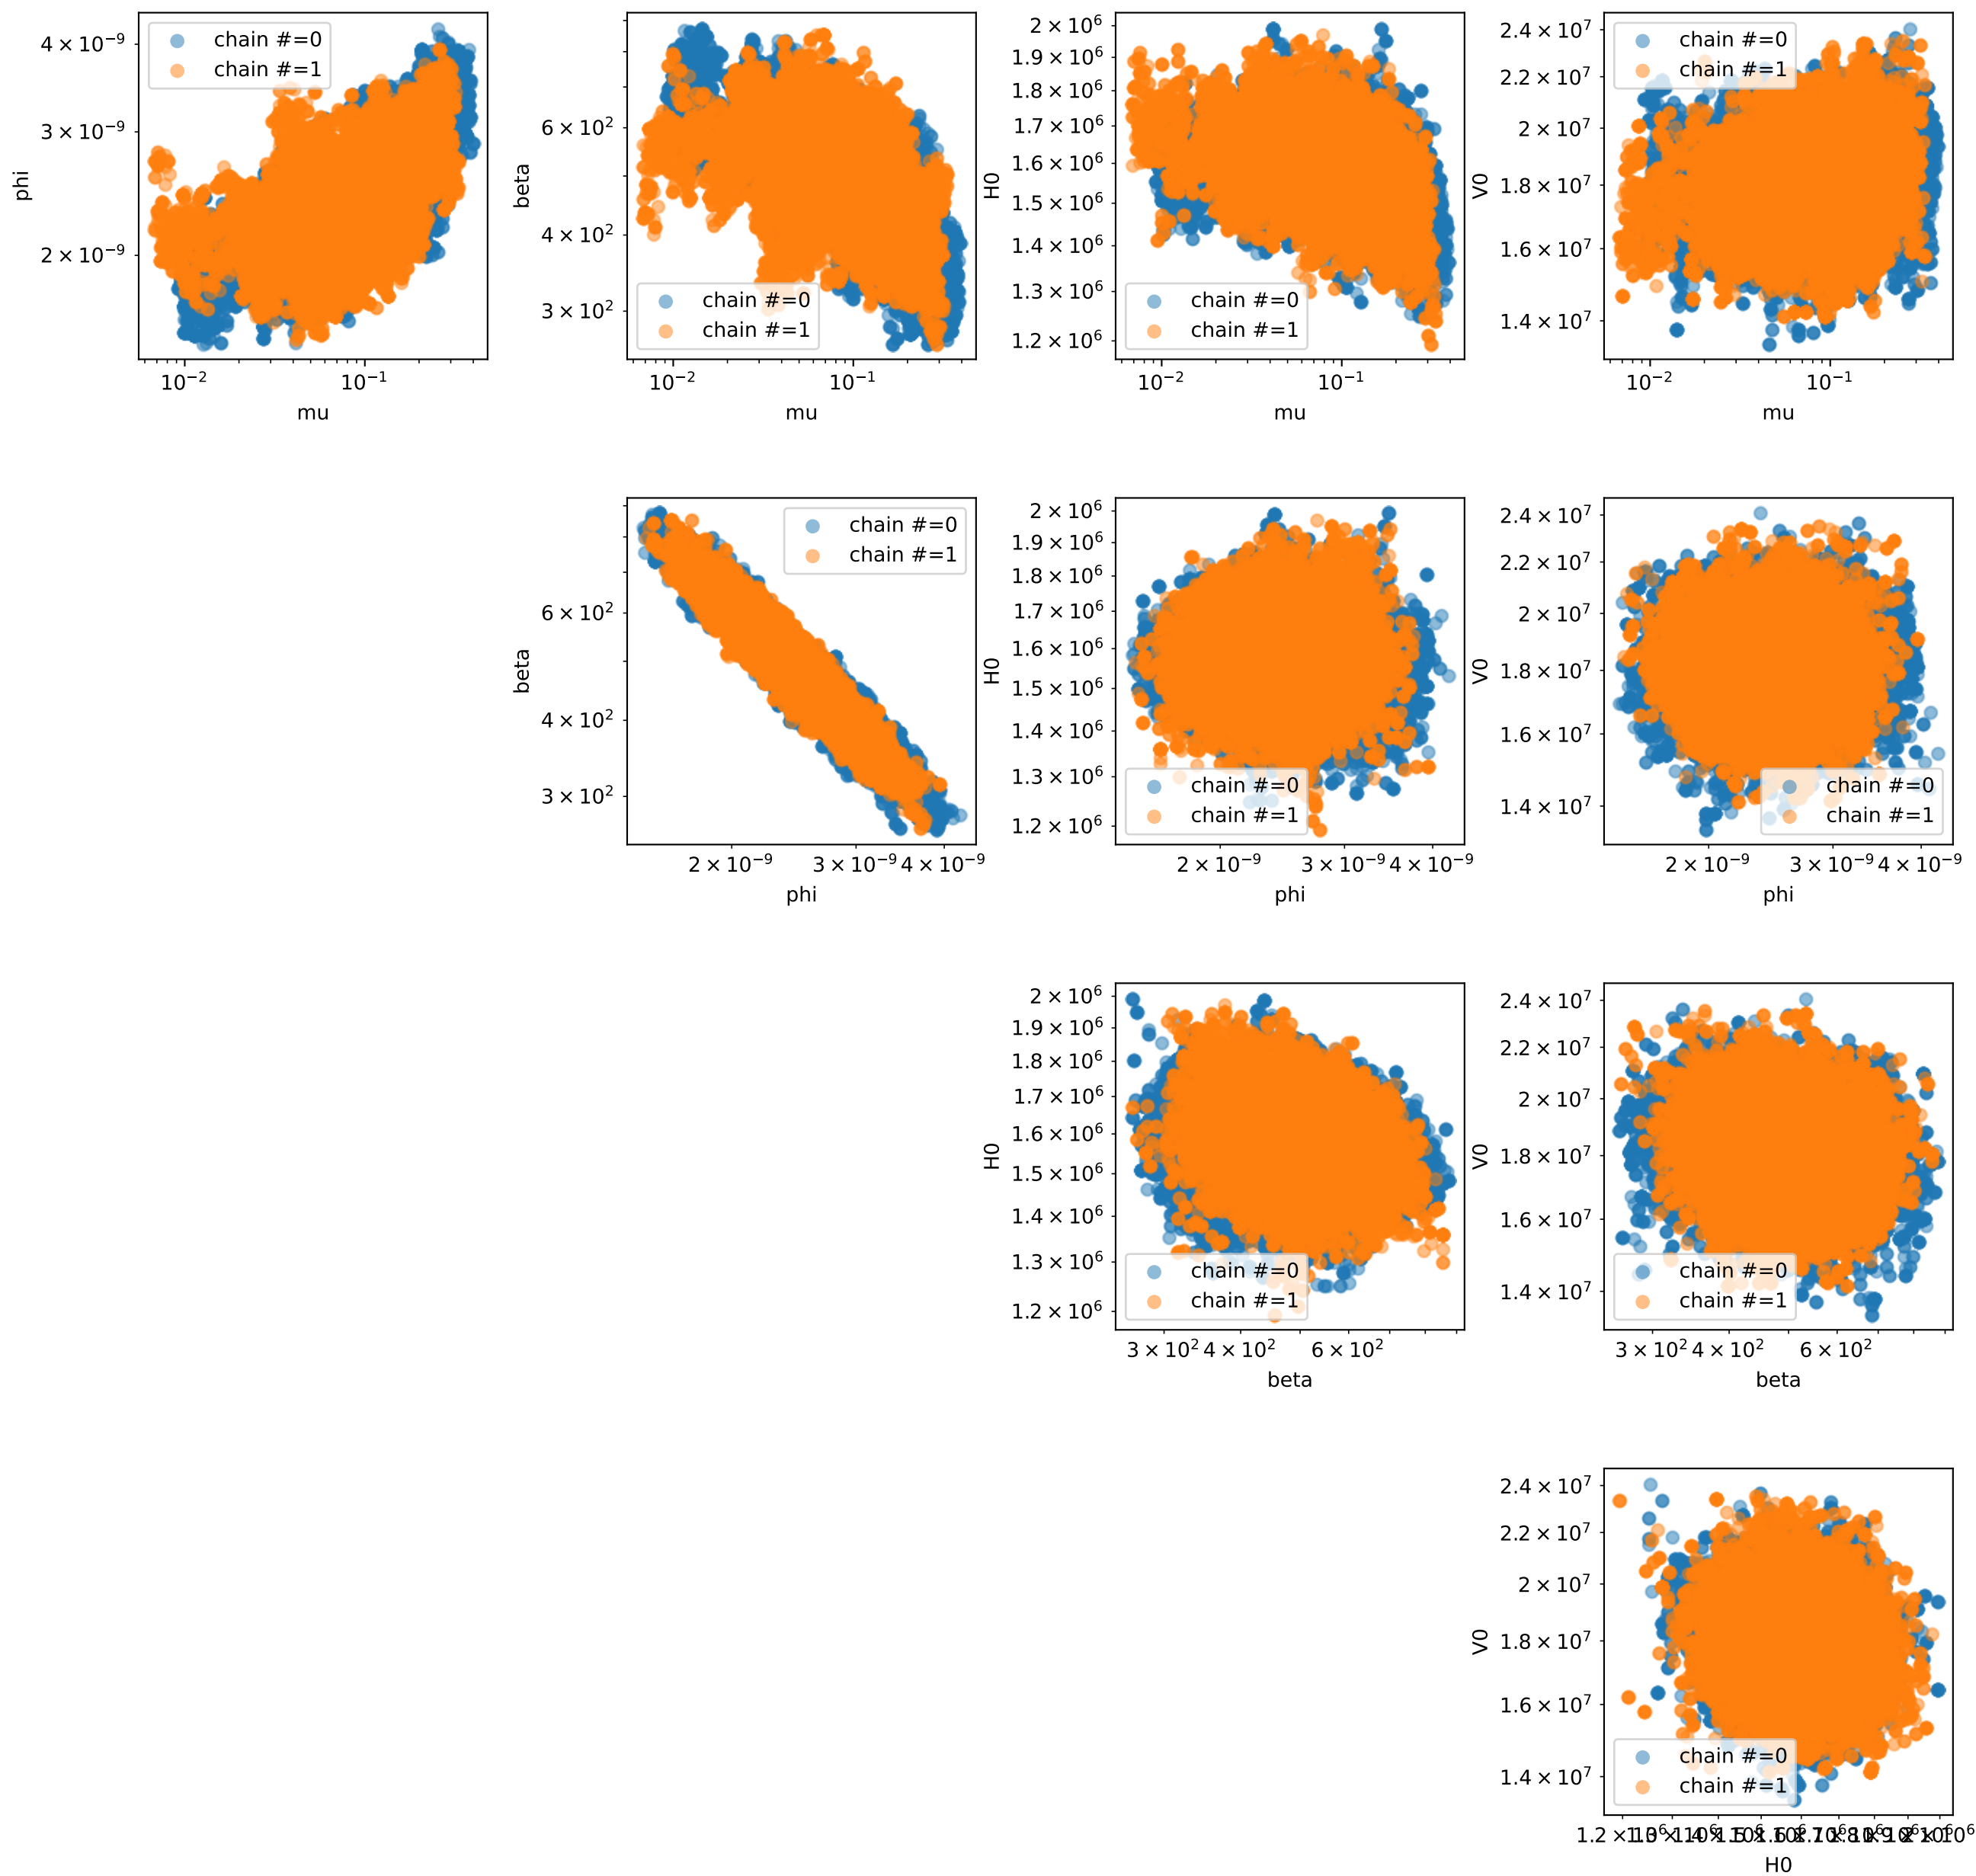 4 × 10⁻⁹
3 × 10⁻⁹
2 × 10⁻⁹
phi
chain #=0
chain #=1
10⁻² 10⁻¹
mu
6 × 10²
4 × 10²
3 × 10²
beta
chain #=0
chain #=1
10⁻² 10⁻¹
mu
2 × 10⁶
1.9 × 10⁶
1.8 × 10⁶
1.7 × 10⁶
1.6 × 10⁶
1.5 × 10⁶
1.4 × 10⁶
1.3 × 10⁶
1.2 × 10⁶
H0
chain #=0
chain #=1
10⁻² 10⁻¹
mu
2.4 × 10⁷
2.2 × 10⁷
2 × 10⁷
1.8 × 10⁷
1.6 × 10⁷
1.4 × 10⁷
V0
chain #=0
chain #=1
10⁻² 10⁻¹
mu
6 × 10²
4 × 10²
3 × 10²
beta
chain #=0
chain #=1
2 × 10⁻⁹ 3 × 10⁻⁹ 4 × 10⁻⁹
phi
2 × 10⁶
1.9 × 10⁶
1.8 × 10⁶
1.7 × 10⁶
1.6 × 10⁶
1.5 × 10⁶
1.4 × 10⁶
1.3 × 10⁶
1.2 × 10⁶
H0
chain #=0
chain #=1
2 × 10⁻⁹ 3 × 10⁻⁹ 4 × 10⁻⁹
phi
2.4 × 10⁷
2.2 × 10⁷
2 × 10⁷
1.8 × 10⁷
1.6 × 10⁷
1.4 × 10⁷
V0
chain #=0
chain #=1
2 × 10⁻⁹ 3 × 10⁻⁹ 4 × 10⁻⁹
phi
2 × 10⁶
1.9 × 10⁶
1.8 × 10⁶
1.7 × 10⁶
1.6 × 10⁶
1.5 × 10⁶
1.4 × 10⁶
1.3 × 10⁶
1.2 × 10⁶
H0
chain #=0
chain #=1
3 × 10² 4 × 10² 6 × 10²
beta
2.4 × 10⁷
2.2 × 10⁷
2 × 10⁷
1.8 × 10⁷
1.6 × 10⁷
1.4 × 10⁷
V0
chain #=0
chain #=1
3 × 10² 4 × 10² 6 × 10²
beta
2.4 × 10⁷
2.2 × 10⁷
2 × 10⁷
1.8 × 10⁷
1.6 × 10⁷
1.4 × 10⁷
V0
chain #=0
chain #=1
H0